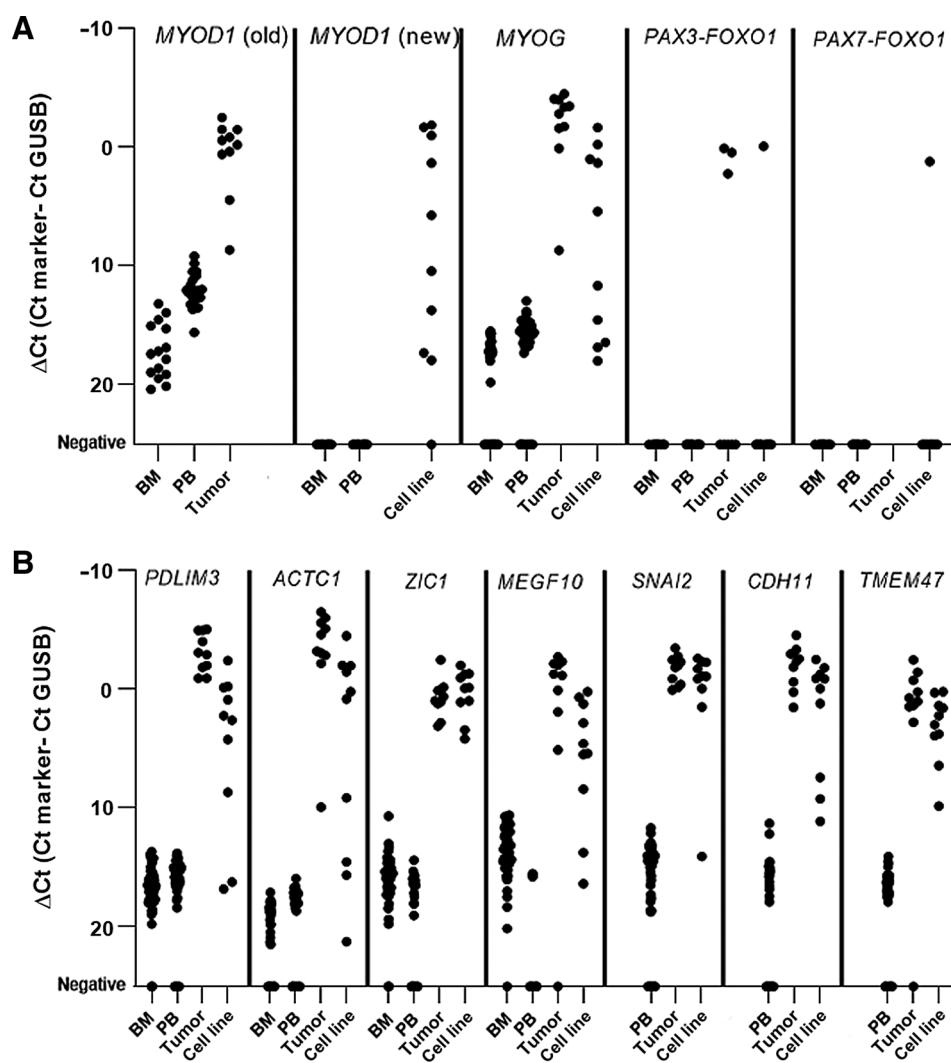 A
-10
MYOD1 (old)
MYOD1 (new)
MYOG
PAX3-FOXO1
PAX7-FOXO1
ΔCt (Ct marker- Ct GUSB)
0
10
20
Negative
BM
PB
Tumor
BM
PB
Cell line
BM
PB
Tumor
Cell line
BM
PB
Tumor
Cell line
BM
PB
Tumor
Cell line
B
-10
PDLIM3
ACTC1
ZIC1
MEGF10
SNAI2
CDH11
TMEM47
ΔCt (Ct marker- Ct GUSB)
0
10
20
Negative
BM
PB
Tumor
Cell line
BM
PB
Tumor
Cell line
BM
PB
Tumor
Cell line
BM
PB
Tumor
Cell line
PB
Tumor
Cell line
PB
Tumor
Cell line
PB
Tumor
Cell line